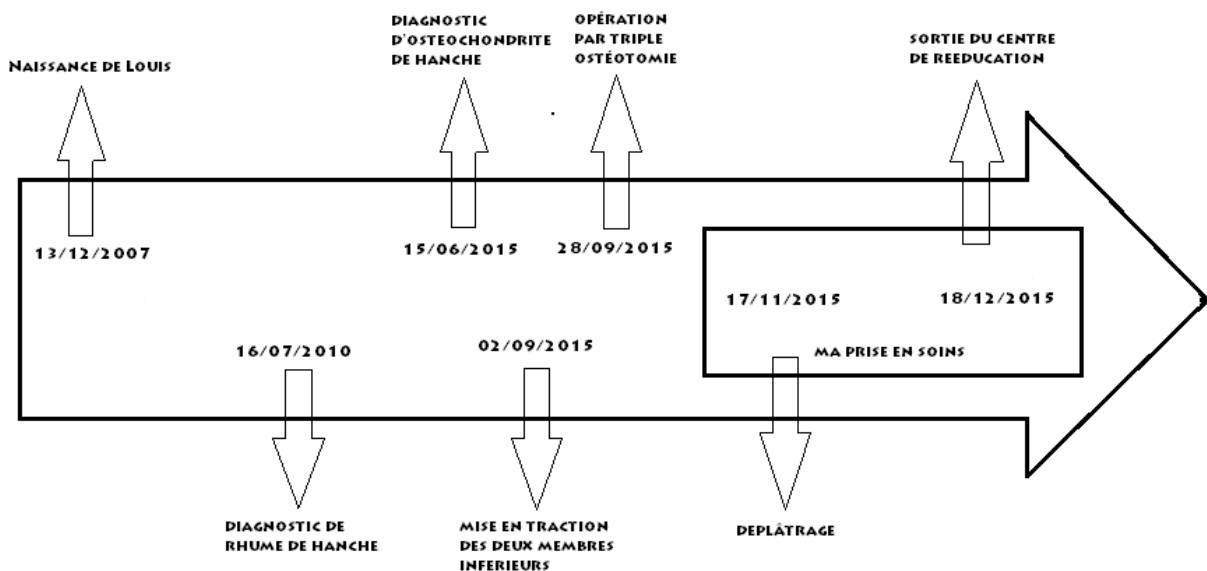 NAISSANCE DE LOUIS
DIAGNOSTIC
D'OSTEOCHONDRITE
DE HANCHE
OPÉRATION
PAR TRIPLE
OSTÉOTOMIE
SORTIE DU CENTRE
DE REEDUCATION
13/12/2007
15/06/2015
28/09/2015
17/11/2015
18/12/2015
16/07/2010
02/09/2015
MA PRISE EN SOINS
DIAGNOSTIC DE
RHUME DE HANCHE
MISE EN TRACTION
DES DEUX MEMBRES
INFERIEURS
DEPLÂTRAGE